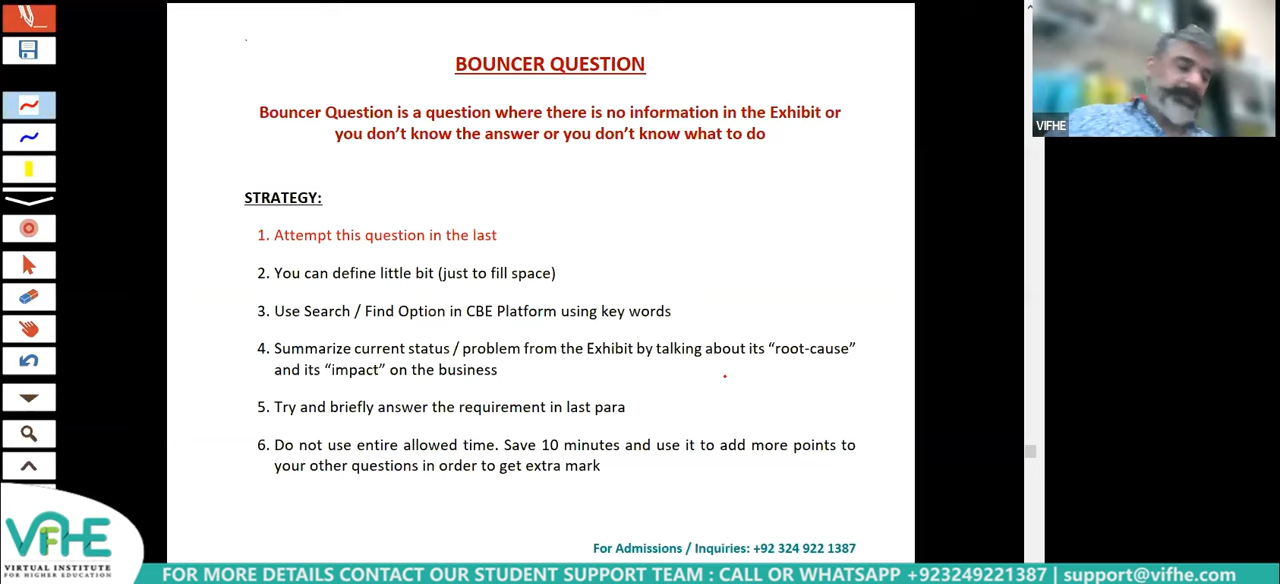 BOUNCER QUESTION
Bouncer Question is a question where there is no information in the Exhibit or
you don’t know the answer or you don’t know what to do
VIFHE
STRATEGY:
1. Attempt this question in the last
2. You can define little bit (just to fill space)
3. Use Search / Find Option in CBE Platform using key words
4. Summarize current status / problem from the Exhibit by talking about its “root-cause”
and its “impact” on the business
5. Try and briefly answer the requirement in last para
6. Do not use entire allowed time. Save 10 minutes and use it to add more points to
your other questions in order to get extra mark
For Admissions / Inquiries: +92 324 922 1387
VIFHE
VIRTUAL INSTITUTE
FOR HIGHER EDUCATION
FOR MORE DETAILS CONTACT OUR STUDENT SUPPORT TEAM : CALL OR WHATSAPP +923249221387 | support@vifhe.com